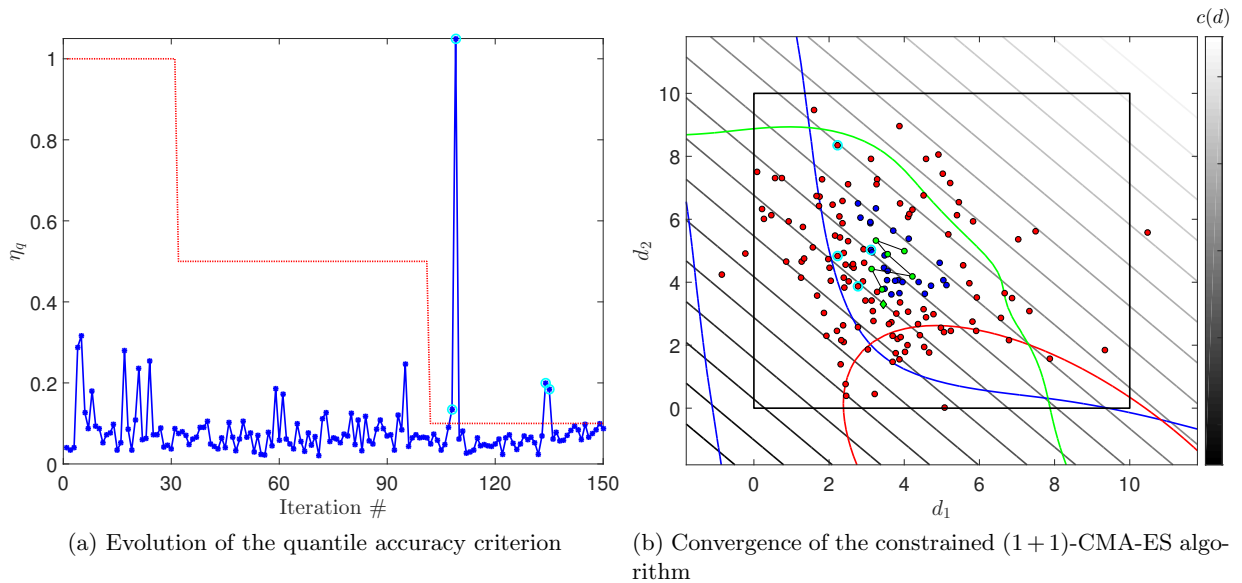 1
0.8
0.6
0.4
0.2
0
η_q
0 30 60 90 120 150
Iteration #
(a) Evolution of the quantile accuracy criterion
c(d)
10
8
6
4
2
0
d_2
0 2 4 6 8 10
d_1
(b) Convergence of the constrained (1+1)-CMA-ES algo-
rithm